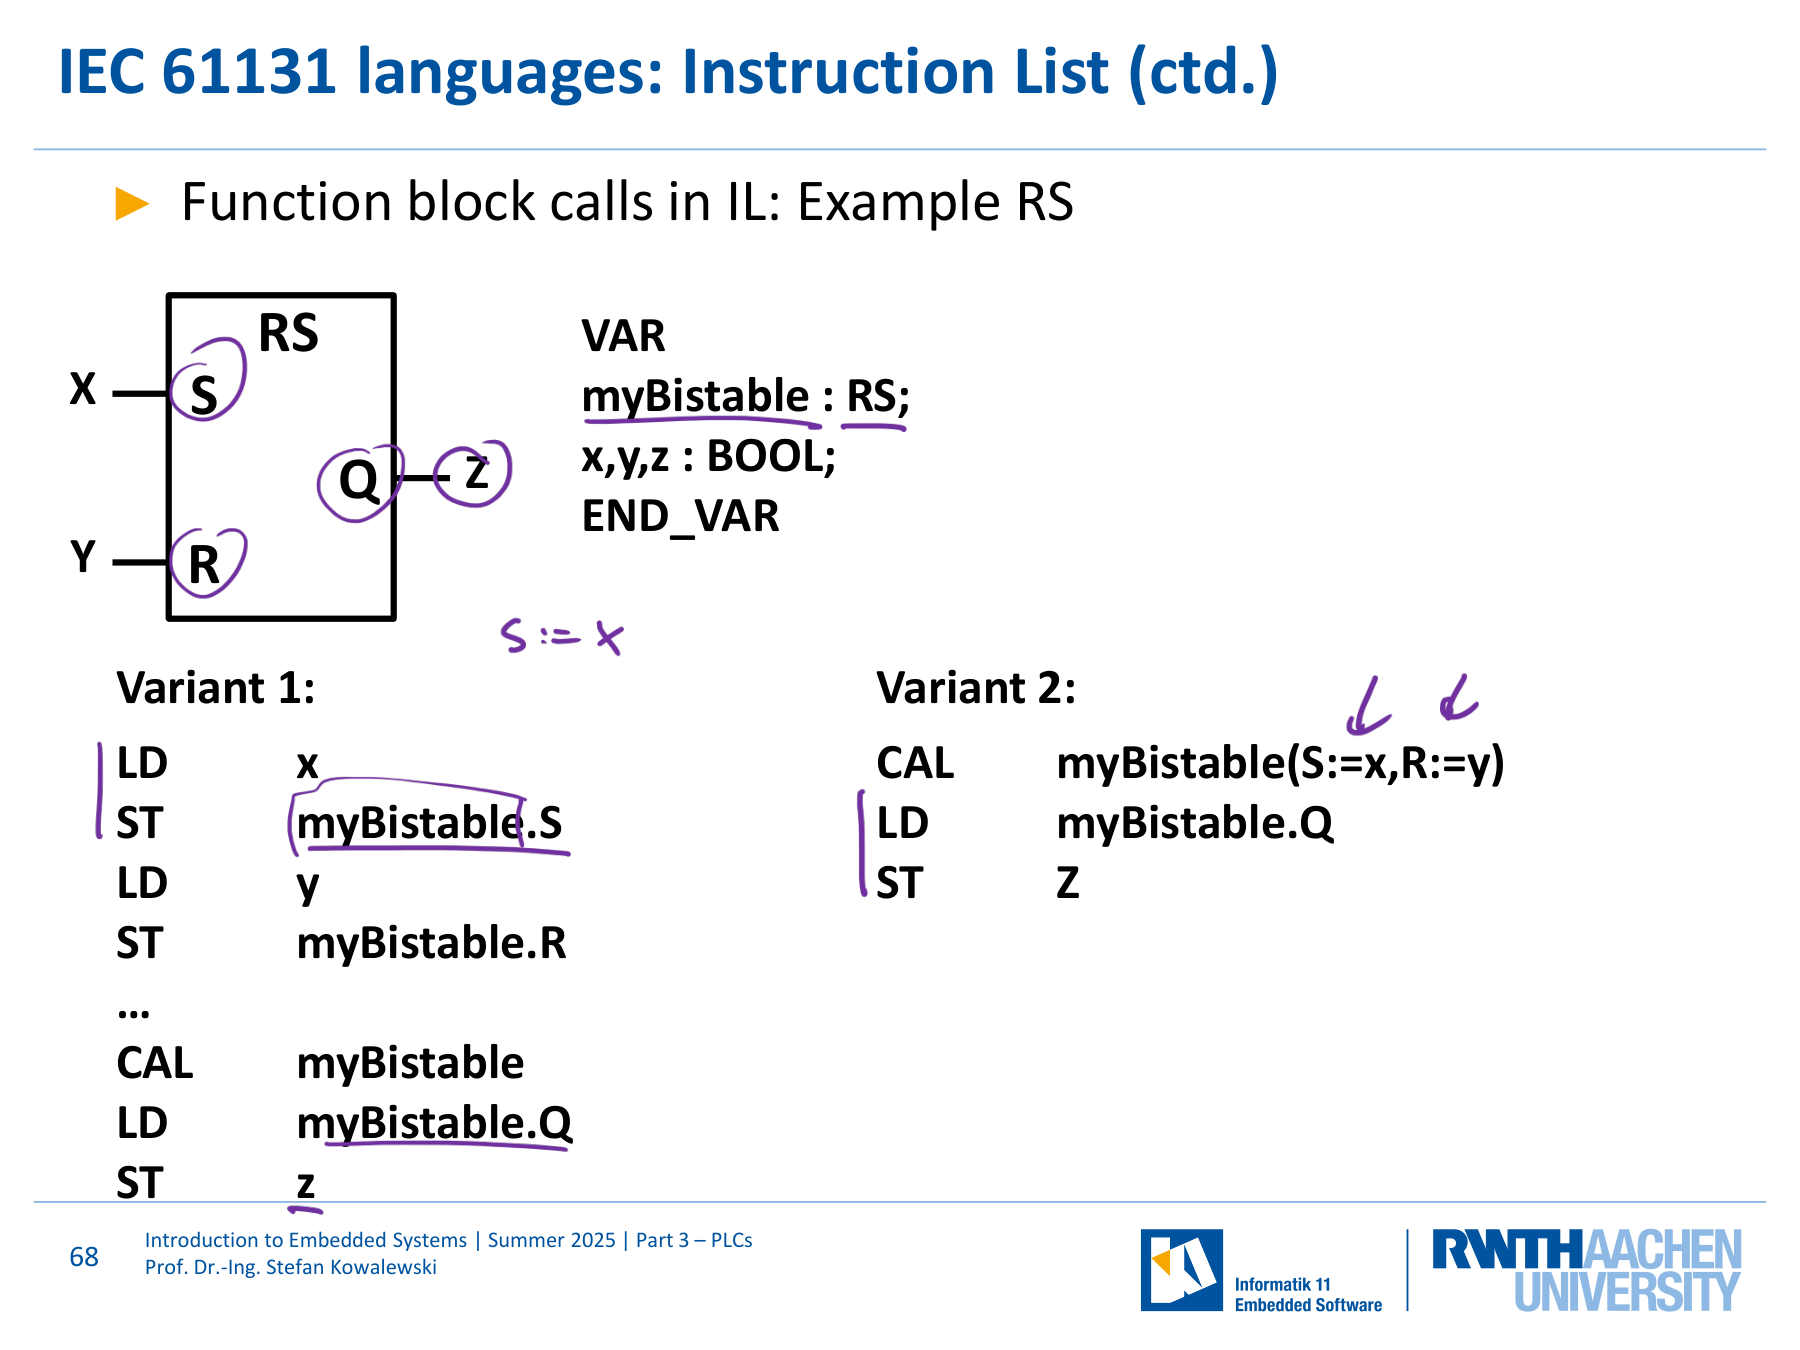 IEC 61131 languages: Instruction List (ctd.)
► Function block calls in IL: Example RS
RS
X
S
Q
Z
Y
R
VAR
myBistable : RS;
x,y,z : BOOL;
END_VAR
S := x
Variant 1:
LD x
ST myBistable.S
LD y
ST myBistable.R
...
CAL myBistable
LD myBistable.Q
ST z
Variant 2:
CAL myBistable(S:=x,R:=y)
LD myBistable.Q
ST Z
68
Introduction to Embedded Systems | Summer 2025 | Part 3 – PLCs
Prof. Dr.-Ing. Stefan Kowalewski
Informatik 11
Embedded Software
RWTHAACHEN
UNIVERSITY